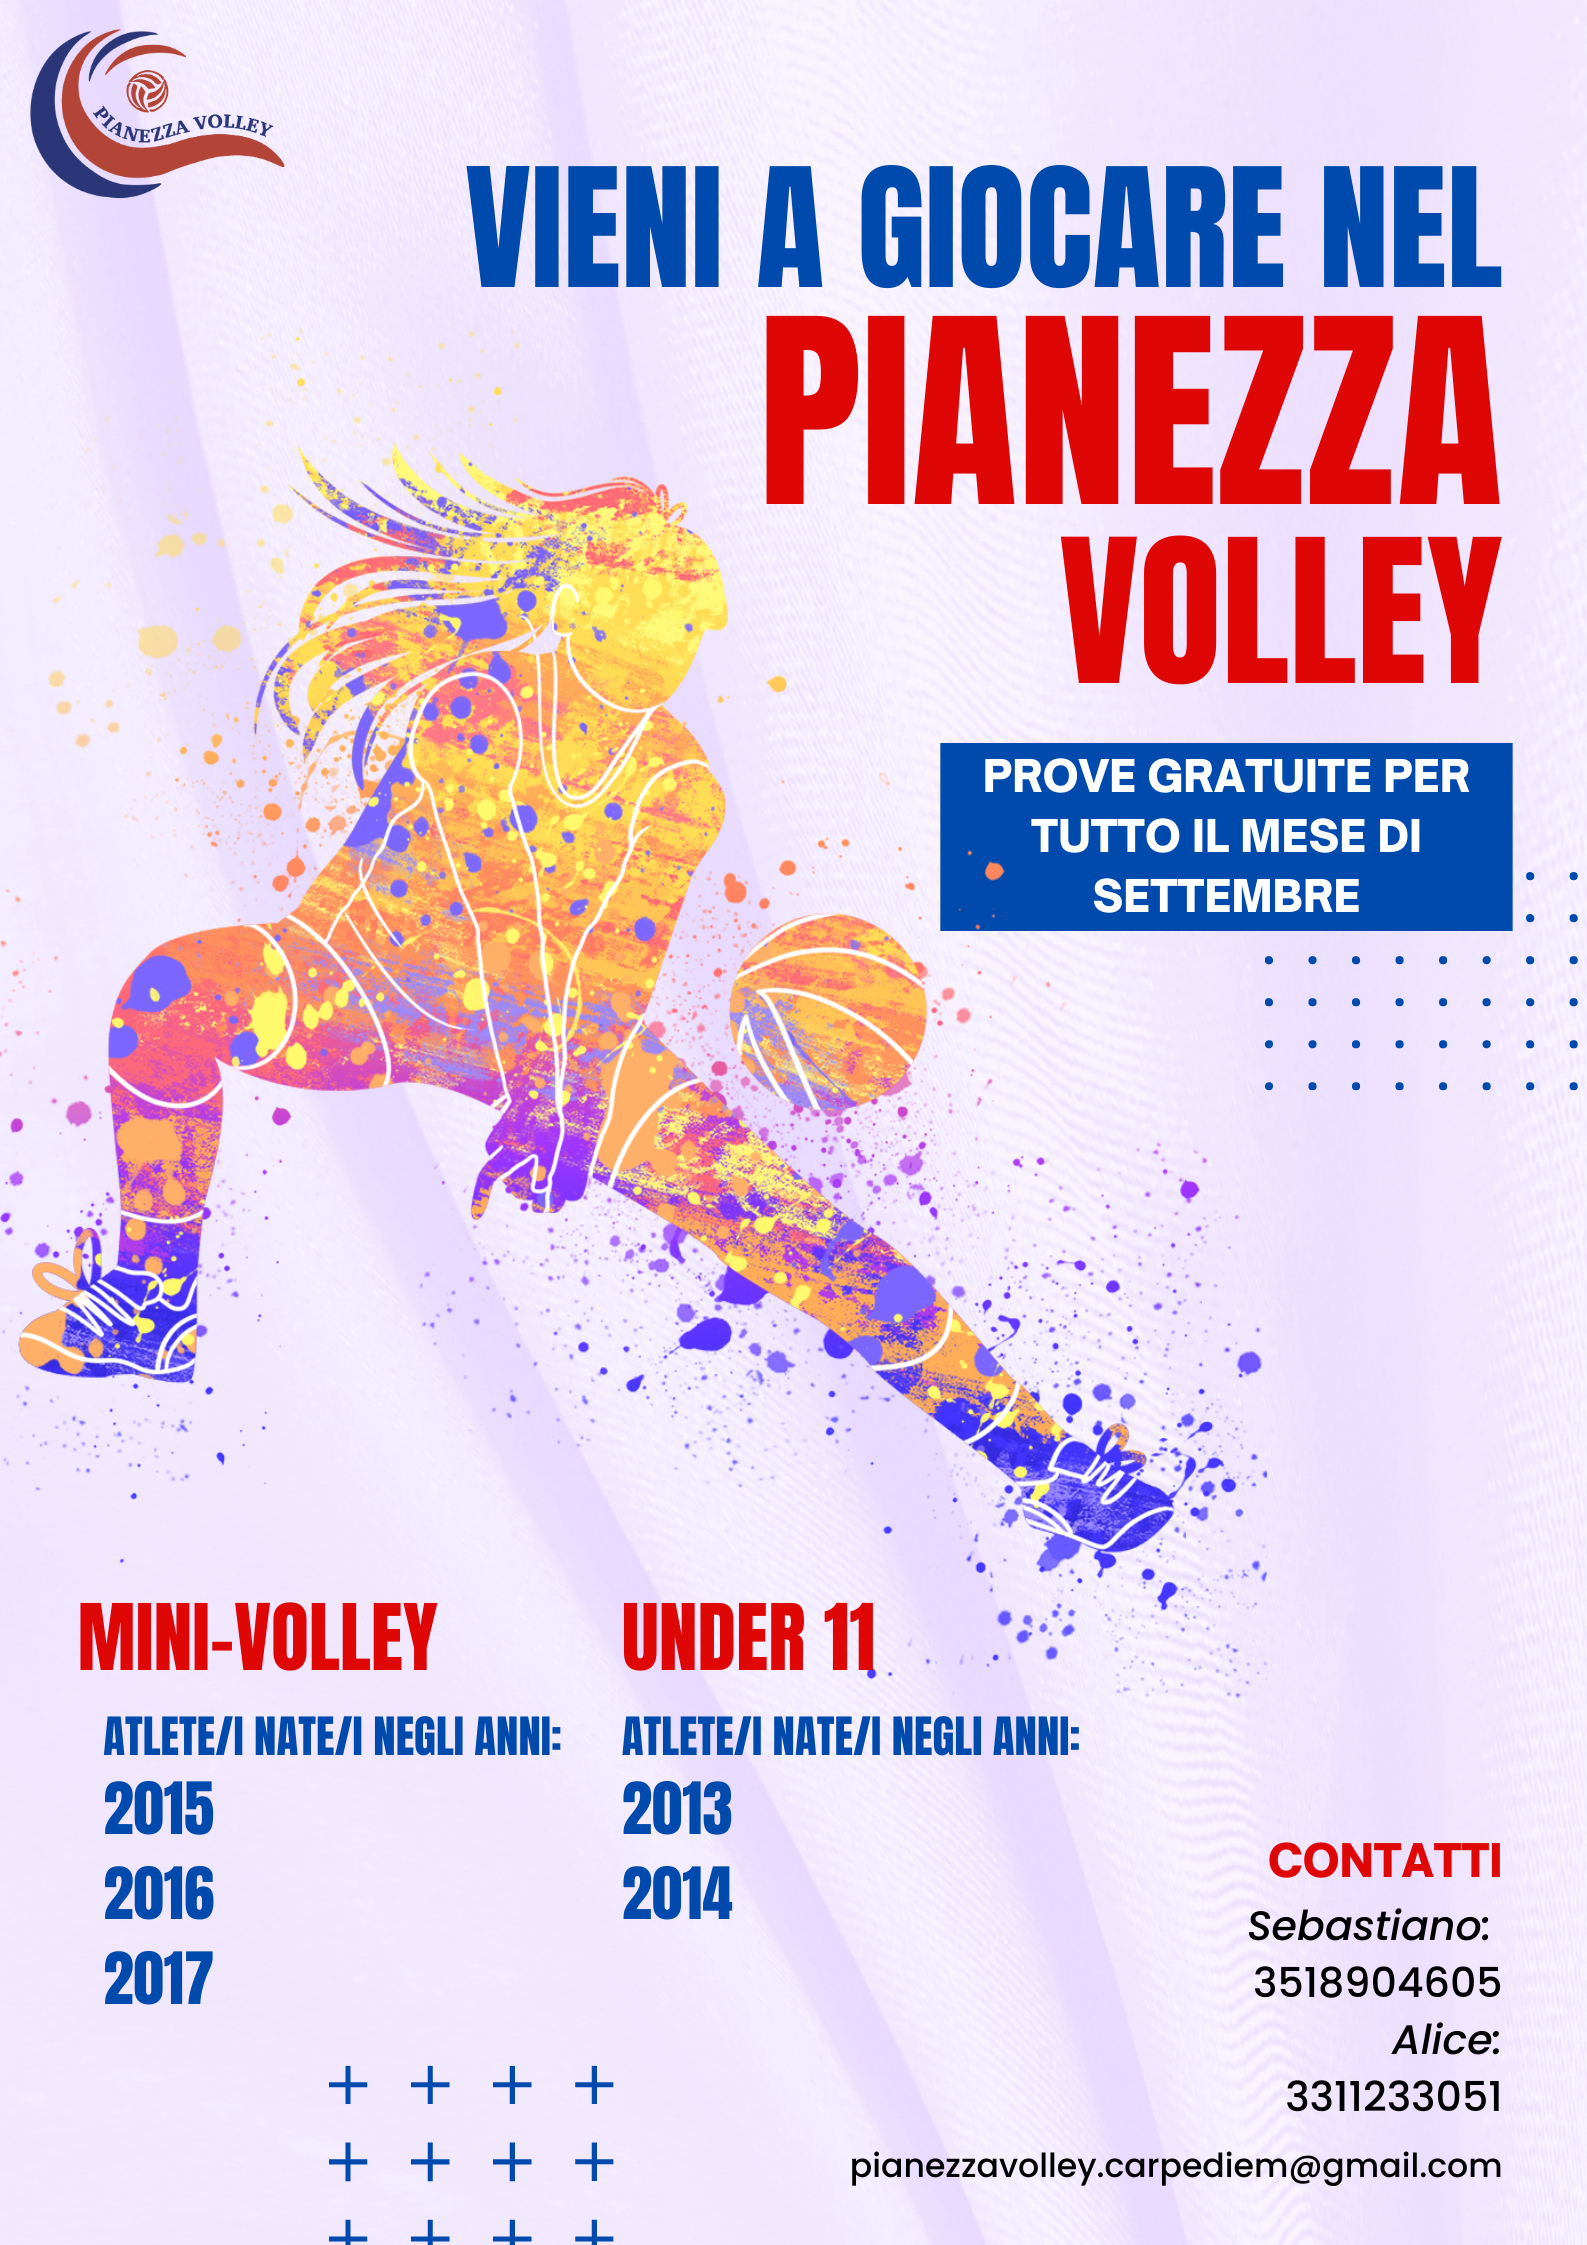 PIANEZZA VOLLEY
VIENI A GIOCARE NEL
PIANEZZA
VOLLEY
PROVE GRATUITE PER
TUTTO IL MESE DI
SETTEMBRE
MINI-VOLLEY
ATLETE/I NATE/I NEGLI ANNI:
2015
2016
2017
UNDER 11
ATLETE/I NATE/I NEGLI ANNI:
2013
2014
CONTATTI
Sebastiano:
3518904605
Alice:
3311233051
pianezzavolley.carpediem@gmail.com